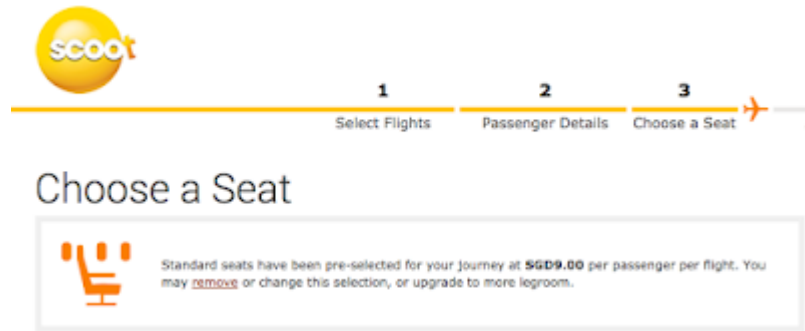 scoot
1 2 3
Select Flights Passenger Details Choose a Seat
Choose a Seat
Standard seats have been pre-selected for your journey at SGD9.00 per passenger per flight. You
may remove or change this selection, or upgrade to more legroom.